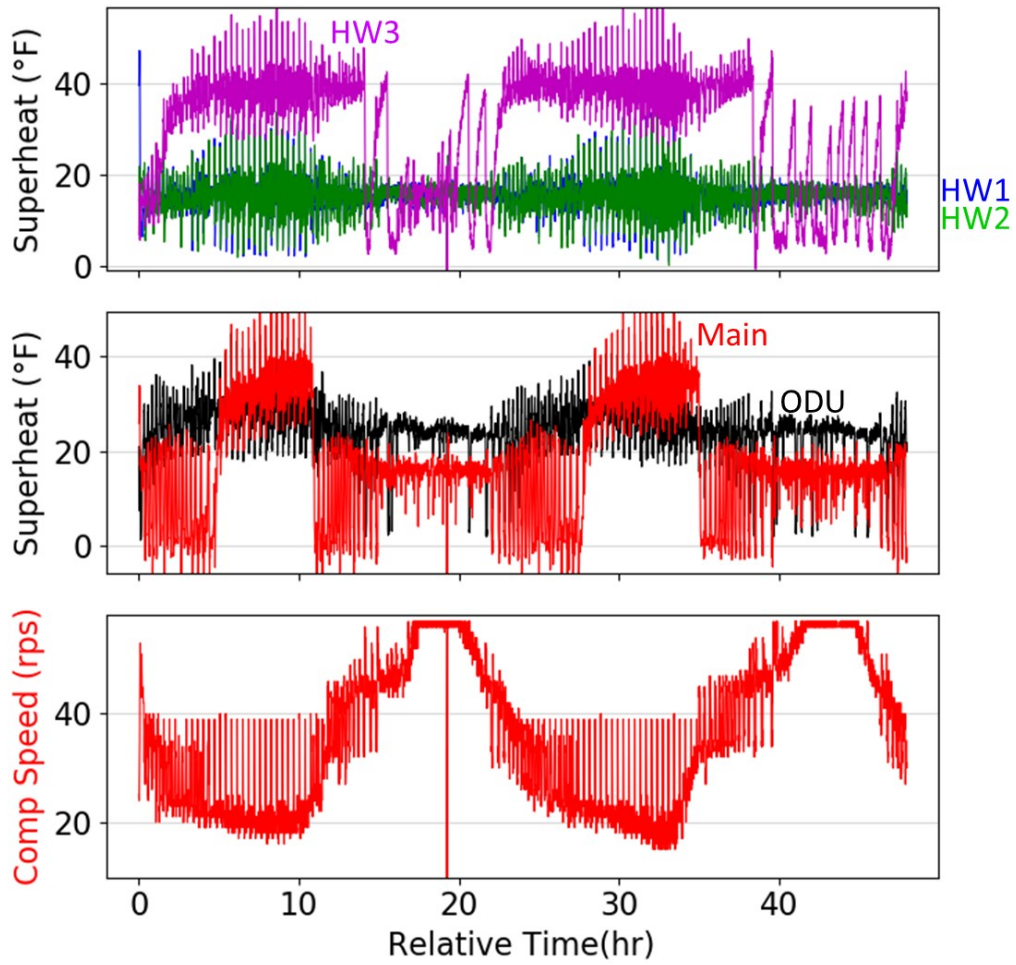 Superheat (°F)
40
20
0
HW3
HW1
HW2
Superheat (°F)
40
20
0
Main
ODU
Comp Speed (rps)
40
20
0
10
20
30
40
Relative Time(hr)